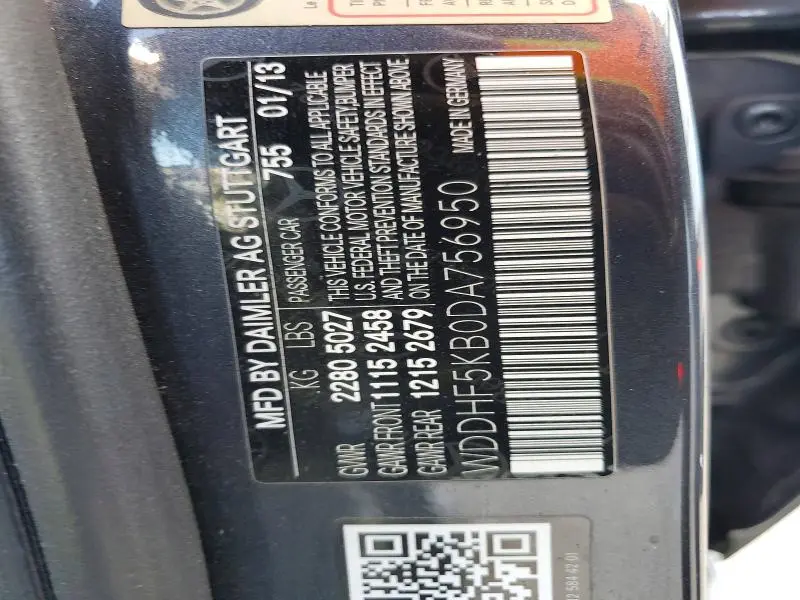 MFD BY DAIMLER AG STUTTGART
755 01/13
KG LBS PASSENGER CAR
GVWR 2280 5027 THIS VEHICLE CONFORMS TO ALL APPLICABLE
U.S. FEDERAL MOTOR VEHICLE SAFETY,BUMPER
GAWR FRONT 1115 2458 AND THEFT PREVENTION STANDARDS IN EFFECT
GAWR REAR 1215 2679 ON THE DATE OF MANUFACTURE SHOWN ABOVE
WDDHF5KB0DA756950 MADE IN GERMANY